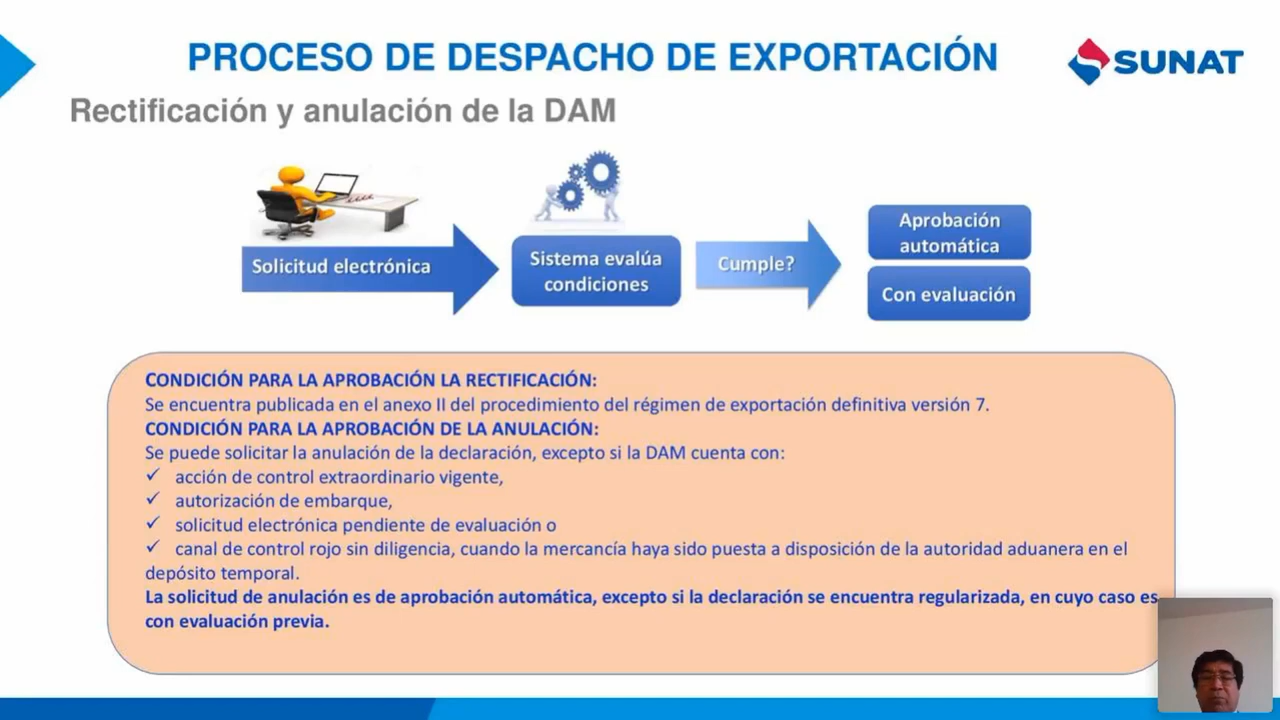 PROCESO DE DESPACHO DE EXPORTACIÓN
SUNAT
Rectificación y anulación de la DAM
Solicitud electrónica
Sistema evalúa
condiciones
Cumple?
Aprobación
automática
Con evaluación
CONDICIÓN PARA LA APROBACIÓN LA RECTIFICACIÓN:
Se encuentra publicada en el anexo II del procedimiento del régimen de exportación definitiva versión 7.
CONDICIÓN PARA LA APROBACIÓN DE LA ANULACIÓN:
Se puede solicitar la anulación de la declaración, excepto si la DAM cuenta con:
✓ acción de control extraordinario vigente,
✓ autorización de embarque,
✓ solicitud electrónica pendiente de evaluación o
✓ canal de control rojo sin diligencia, cuando la mercancía haya sido puesta a disposición de la autoridad aduanera en el
depósito temporal.
La solicitud de anulación es de aprobación automática, excepto si la declaración se encuentra regularizada, en cuyo caso es
con evaluación previa.